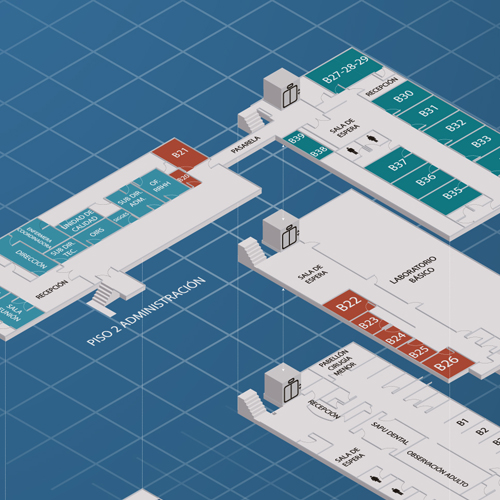 B27-28-29
RECEPCIÓN
B30
B31
B32
B33
SALA DE
ESPERA
B39
B38
B37
B36
B35
PASARELA
B21
B20
OF.
RRHH
SUB DIR.
ADM.
UNIDAD DE
CALIDAD
OIRS
SUB DIR.
TEC.
ENFERMERA
COORDINADORA
DIRECCIÓN
RECEPCIÓN
SALA
PISO 2 ADMINISTRACIÓN
SALA DE
ESPERA
LABORATORIO
BÁSICO
B22
B23
B24
B25
B26
PABELLÓN
CIRUGÍA
MENOR
RECEPCIÓN
SAPU DENTAL
SALA DE
ESPERA
OBSERVACIÓN ADULTO
B1
B2